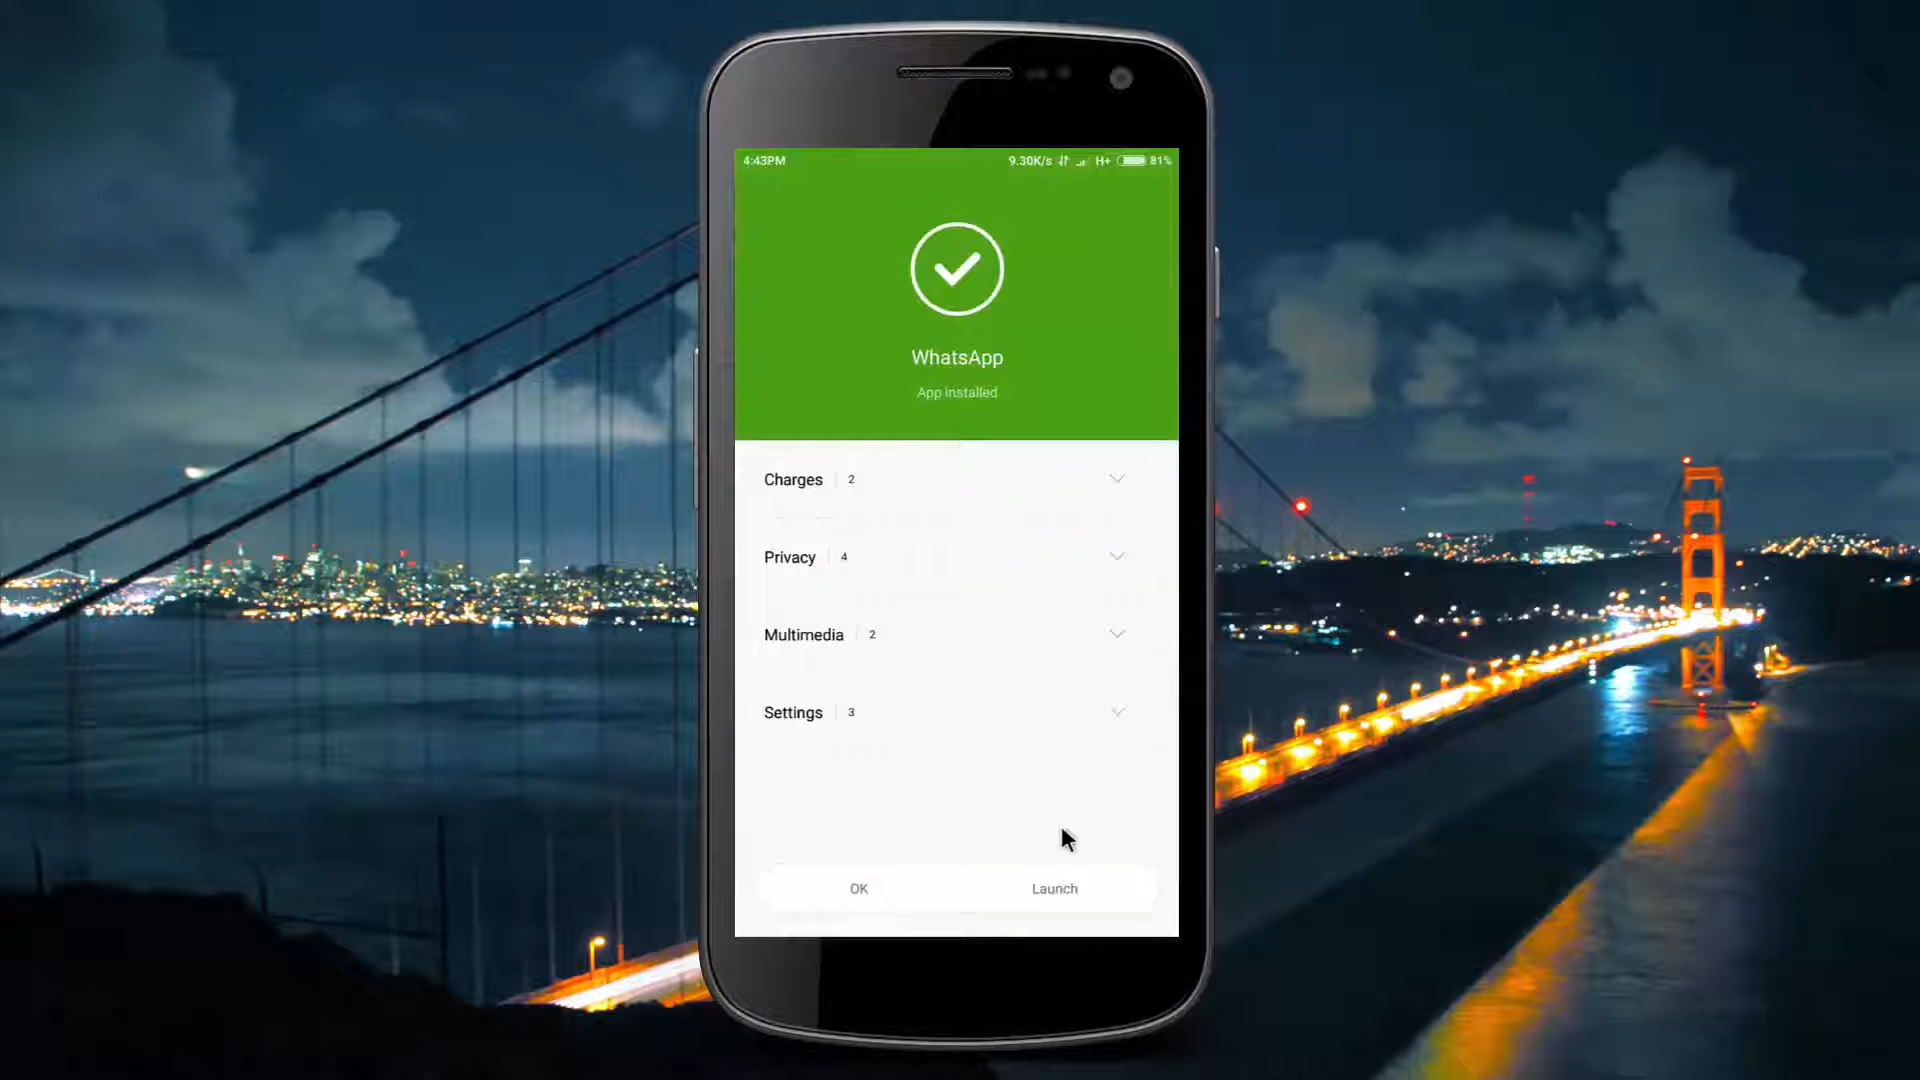 4:43PM 9.30K/s H+ 81%
WhatsApp
App installed
Charges 2
Privacy 4
Multimedia 2
Settings 3
OK Launch